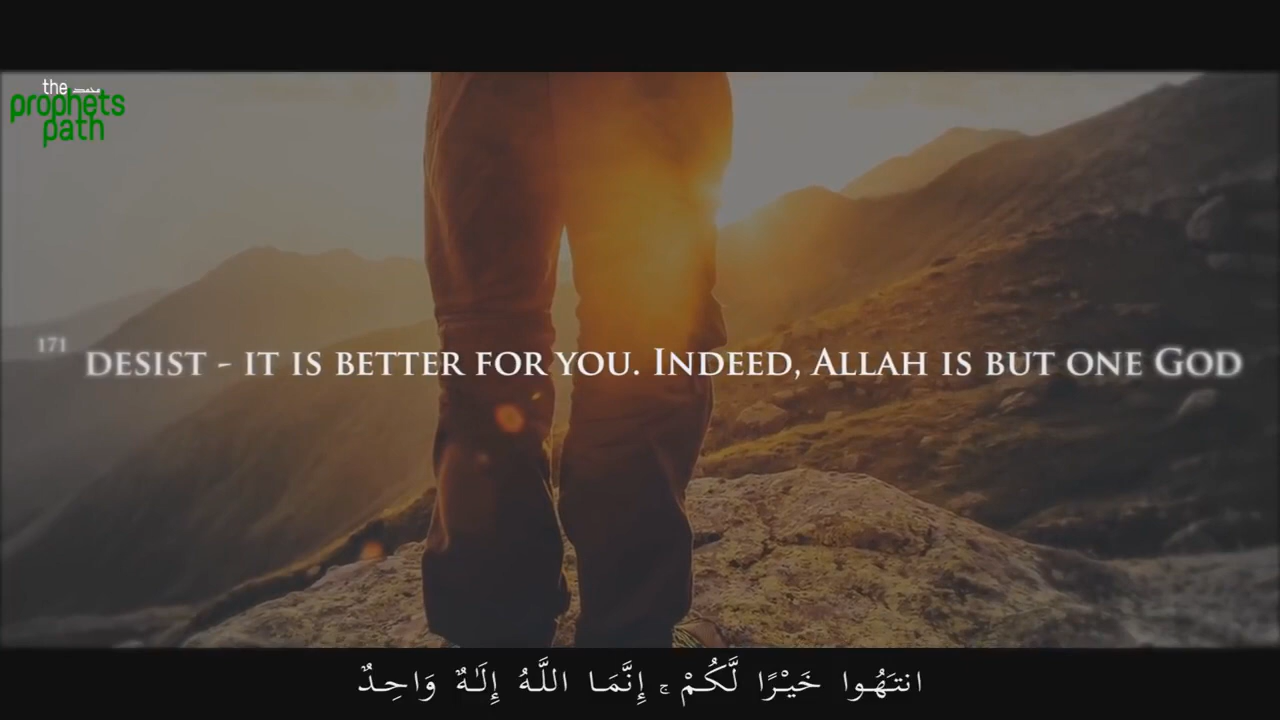 the محمد
prophets
path
171 DESIST - IT IS BETTER FOR YOU. INDEED, ALLAH IS BUT ONE GOD
انتَهُوا خَيْرًا لَّكُمْ ۚ إِنَّمَا اللَّهُ إِلَٰهٌ وَاحِدٌ